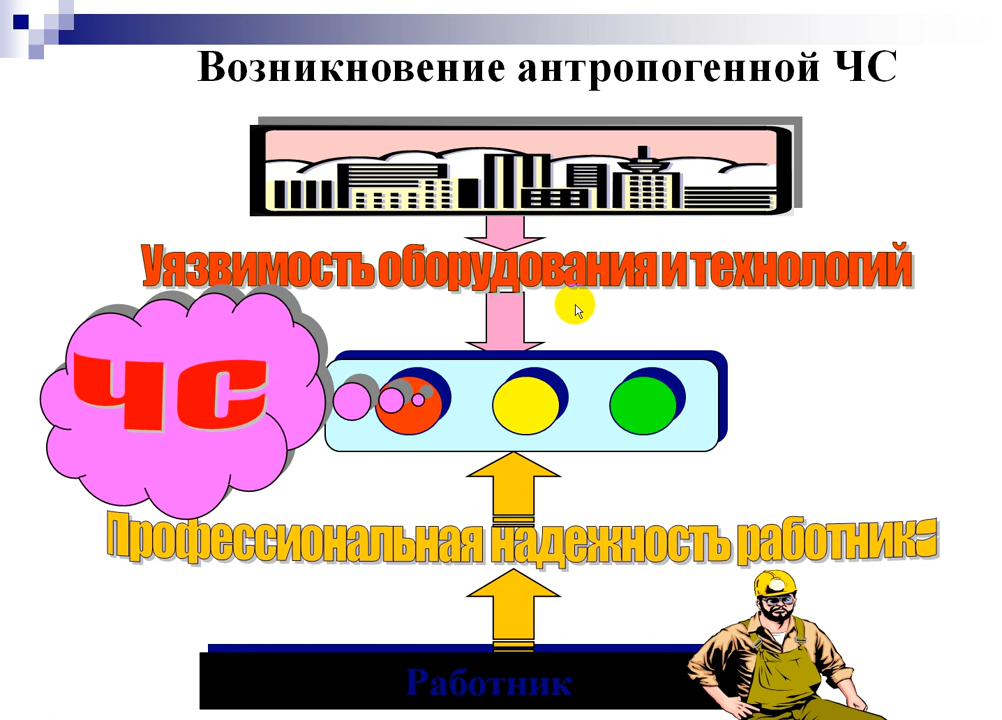 Возникновение антропогенной ЧС
Уязвимость оборудования и технологий
ЧС
Профессиональная надежность работника
Работник